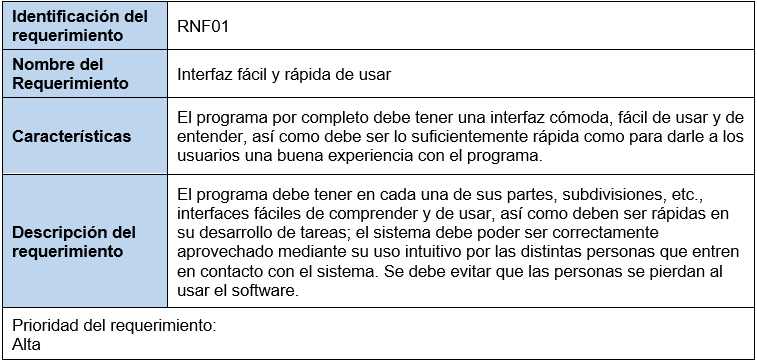 Identificación del
requerimiento
RNF01
Nombre del
Requerimiento
Interfaz fácil y rápida de usar
Características
El programa por completo debe tener una interfaz cómoda, fácil de usar y de
entender, así como debe ser lo suficientemente rápida como para darle a los
usuarios una buena experiencia con el programa.
Descripción del
requerimiento
El programa debe tener en cada una de sus partes, subdivisiones, etc.,
interfaces fáciles de comprender y de usar, así como deben ser rápidas en
su desarrollo de tareas; el sistema debe poder ser correctamente
aprovechado mediante su uso intuitivo por las distintas personas que entren
en contacto con el sistema. Se debe evitar que las personas se pierdan al
usar el software.
Prioridad del requerimiento:
Alta